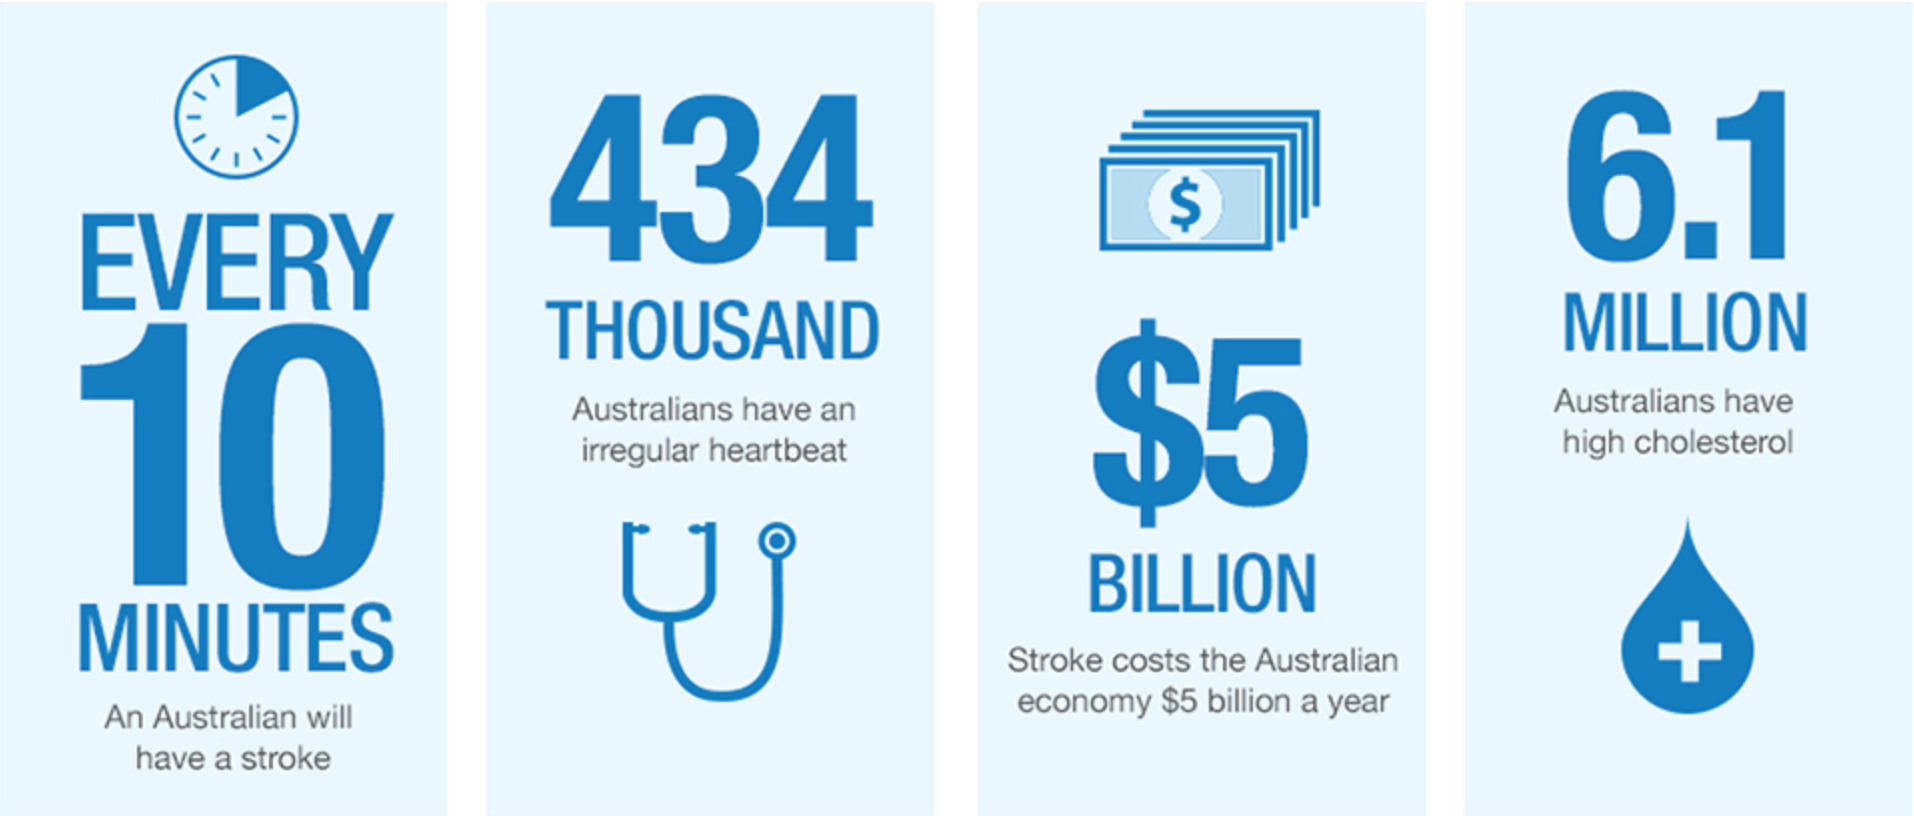 EVERY
10
MINUTES
An Australian will
have a stroke
434
THOUSAND
Australians have an
irregular heartbeat
$
$5
BILLION
Stroke costs the Australian
economy $5 billion a year
6.1
MILLION
Australians have
high cholesterol